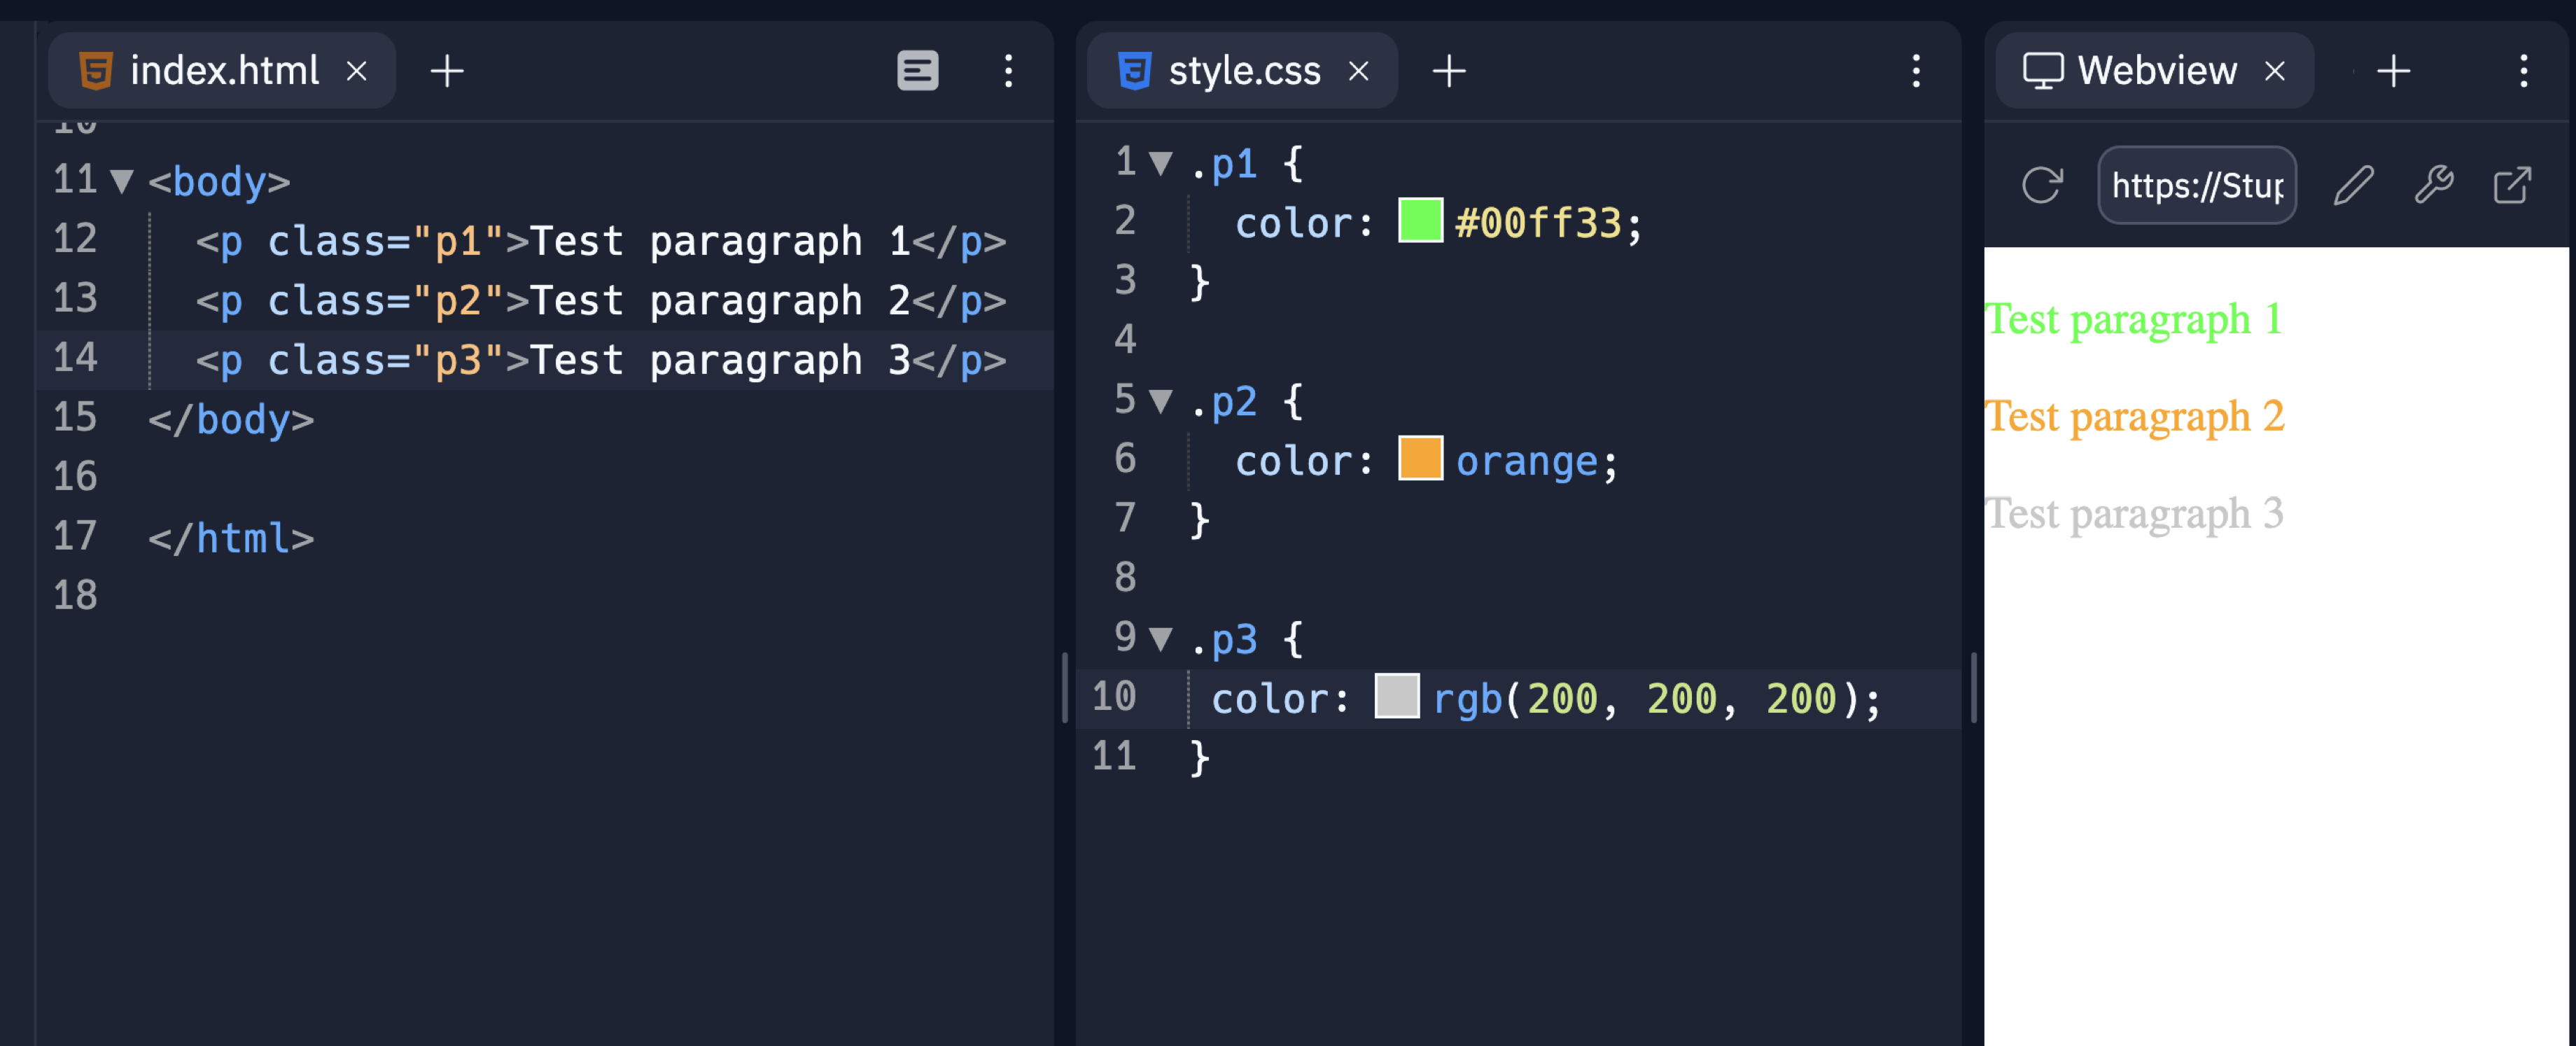 index.html
10
11 <body>
12 <p class="p1">Test paragraph 1</p>
13 <p class="p2">Test paragraph 2</p>
14 <p class="p3">Test paragraph 3</p>
15 </body>
16
17 </html>
18
style.css
1 .p1 {
2 color: #00ff33;
3 }
4
5 .p2 {
6 color: orange;
7 }
8
9 .p3 {
10 color: rgb(200, 200, 200);
11 }
Webview
https://Stup
Test paragraph 1
Test paragraph 2
Test paragraph 3